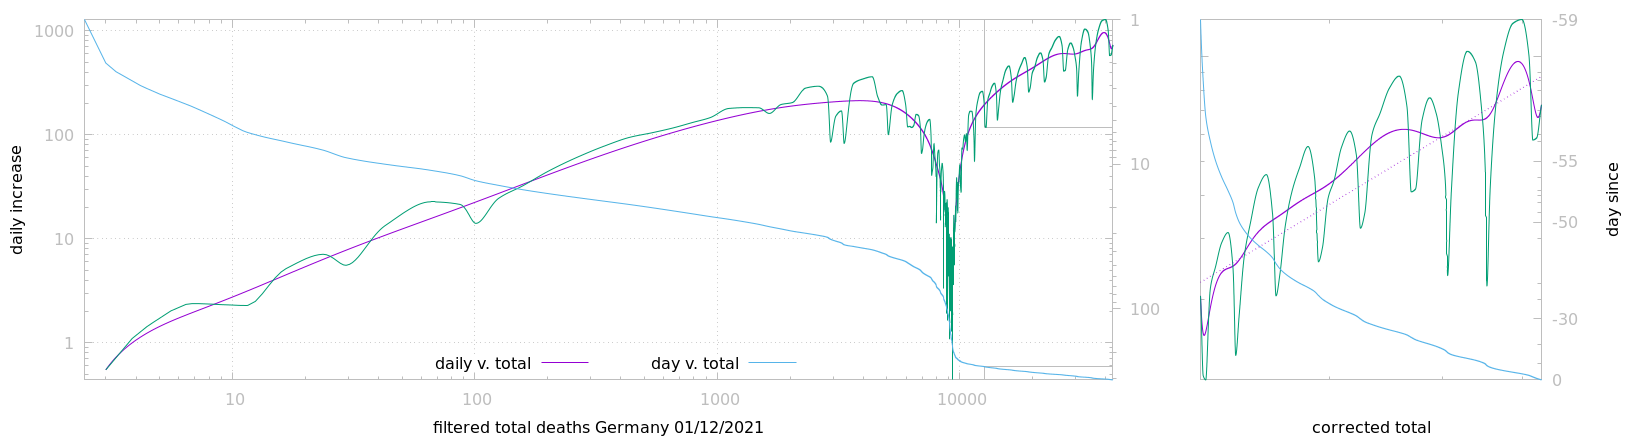 1000
100
10
1
daily increase
daily v. total
day v. total
10
100
1000
10000
filtered total deaths Germany 01/12/2021
1
10
100
-59
-55
-50
-30
0
day since
corrected total